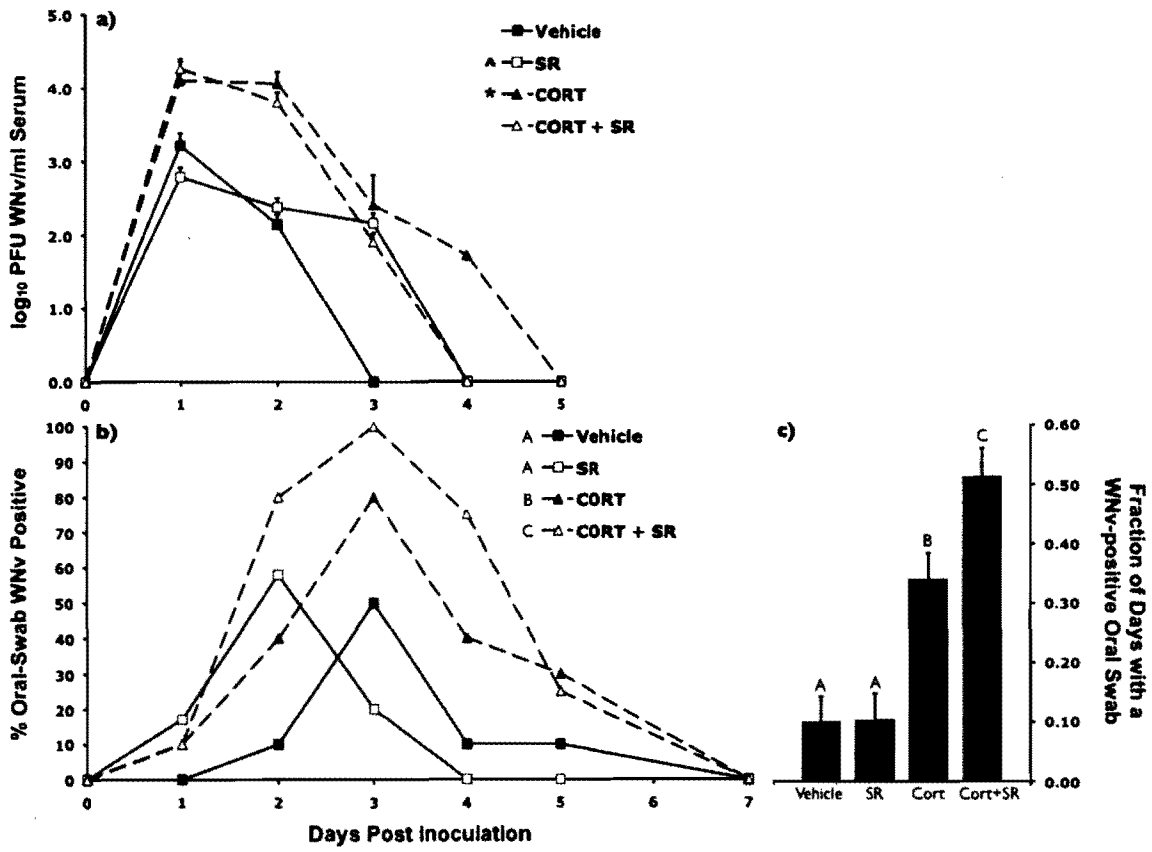 a)
5.0
4.0
3.0
2.0
1.0
0.0
log10 PFU WNv/ml Serum
0 1 2 3 4 5
Vehicle
^ SR
* CORT
CORT + SR
b)
100
90
80
70
60
50
40
30
20
10
0
% Oral-Swab WNv Positive
0 1 2 3 4 5 6 7
Days Post Inoculation
A Vehicle
A SR
B CORT
C CORT + SR
c)
A A B C
Vehicle SR Cort Cort+SR
0.60
0.50
0.40
0.30
0.20
0.10
0.00
Fraction of Days with a
WNv-positive Oral Swab